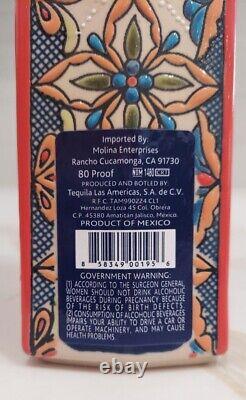 Imported By:
Molina Enterprises
Rancho Cucamonga, CA 91730
80 Proof NOM 1480 CRT
PRODUCED AND BOTLED BY
Tequila Las Americas, S.A. de C.V.
R.F.C. TAM990224 CL1
Hernandez Loza 45 Col. Obrera
C.P. 45380 Amatitan Jalisco, México.
PRODUCT OF MEXICO
8 58349 00195 6
GOVERNMENT WARNING:
(1) ACCORDING TO THE SURGEON GENERAL,
WOMEN SHOULD NOT DRINK ALCOHOLIC
BEVERAGES DURING PREGNANCY BECAUSE
OF THE RISK OF BIRTH DEFECTS.
(2) CONSUMPTION OF ALCOHOLIC BEVERAGES
IMPAIRS YOUR ABILITY TO DRIVE A CAR OR
OPERATE MACHINERY, AND MAY CAUSE
HEALTH PROBLEMS.